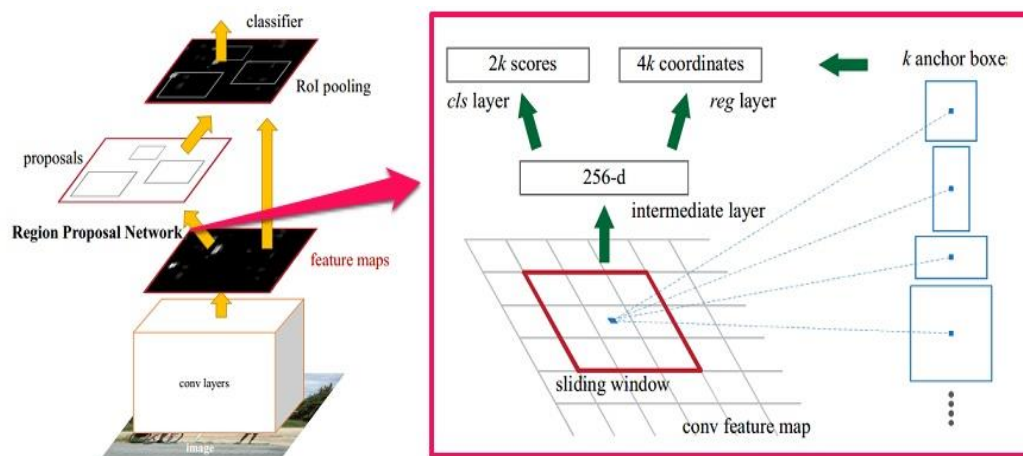 classifier
RoI pooling
proposals
Region Proposal Network
feature maps
conv layers
image
2k scores
4k coordinates
k anchor boxes
cls layer
reg layer
256-d
intermediate layer
sliding window
conv feature map